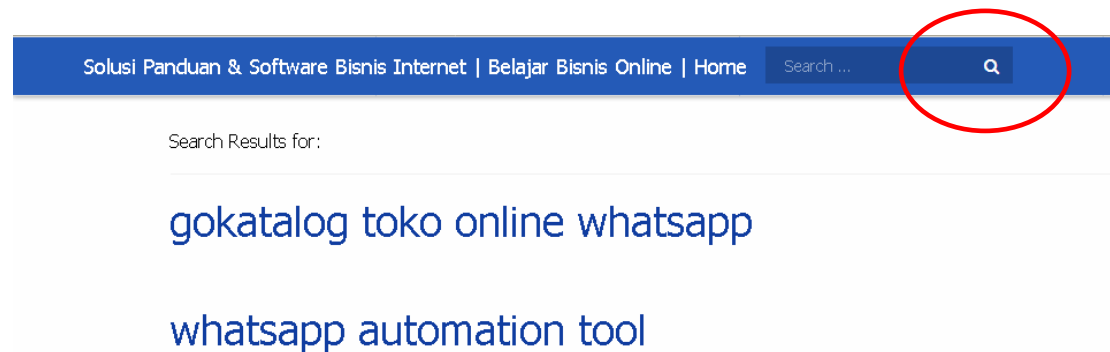 Solusi Panduan & Software Bisnis Internet | Belajar Bisnis Online | Home Search ...
Search Results for:
gokatalog toko online whatsapp
whatsapp automation tool